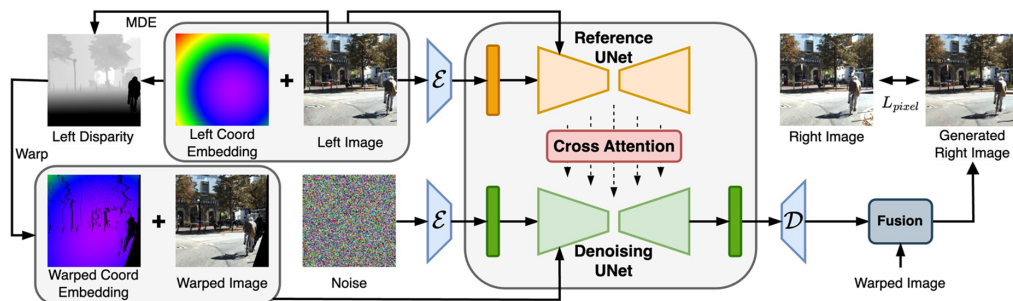 MDE
Left Disparity
Left Coord
Embedding
+
Left Image
ℰ
Reference
UNet
Right Image
L_pixel
Generated
Right Image
Warp
Cross Attention
Warped Coord
Embedding
+
Warped Image
Noise
ℰ
Denoising
UNet
𝒟
Fusion
Warped Image